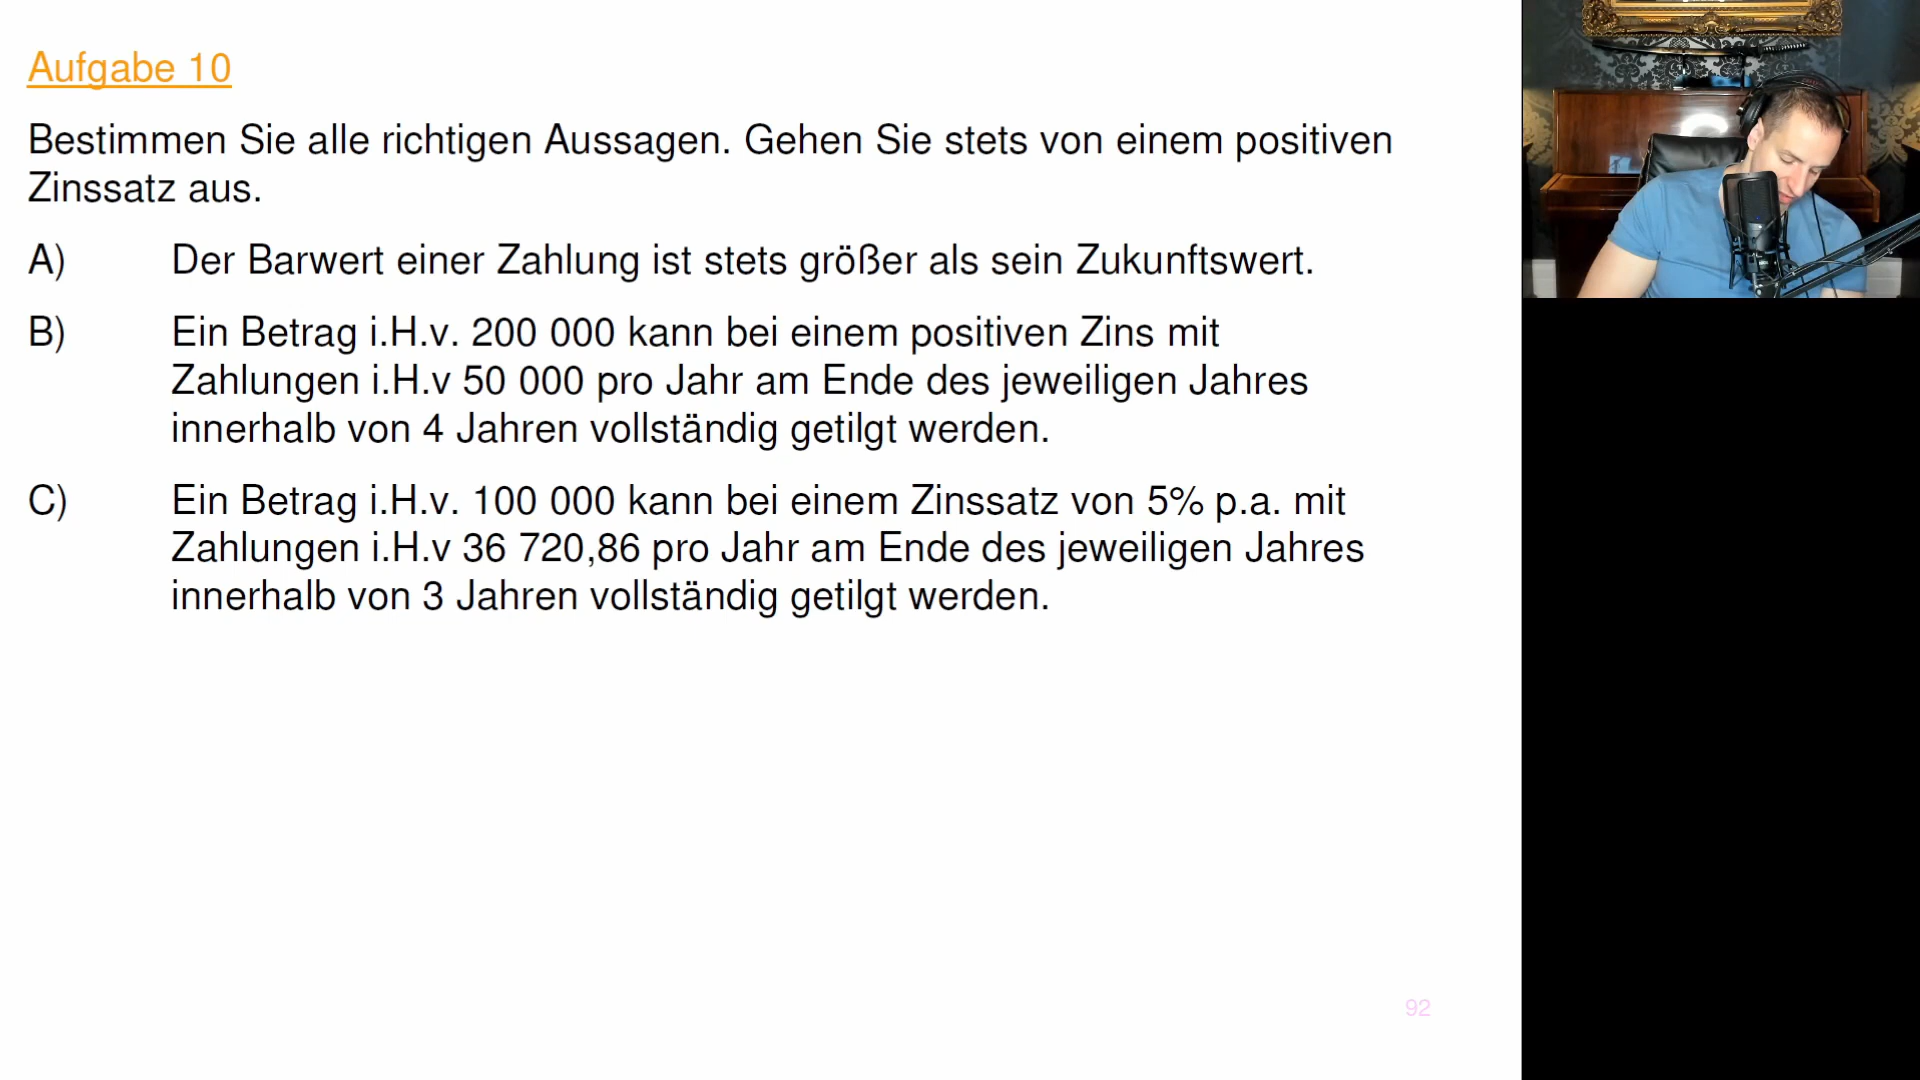 Aufgabe 10
Bestimmen Sie alle richtigen Aussagen. Gehen Sie stets von einem positiven
Zinssatz aus.
A) Der Barwert einer Zahlung ist stets größer als sein Zukunftswert.
B) Ein Betrag i.H.v. 200 000 kann bei einem positiven Zins mit
Zahlungen i.H.v 50 000 pro Jahr am Ende des jeweiligen Jahres
innerhalb von 4 Jahren vollständig getilgt werden.
C) Ein Betrag i.H.v. 100 000 kann bei einem Zinssatz von 5% p.a. mit
Zahlungen i.H.v 36 720,86 pro Jahr am Ende des jeweiligen Jahres
innerhalb von 3 Jahren vollständig getilgt werden.
92